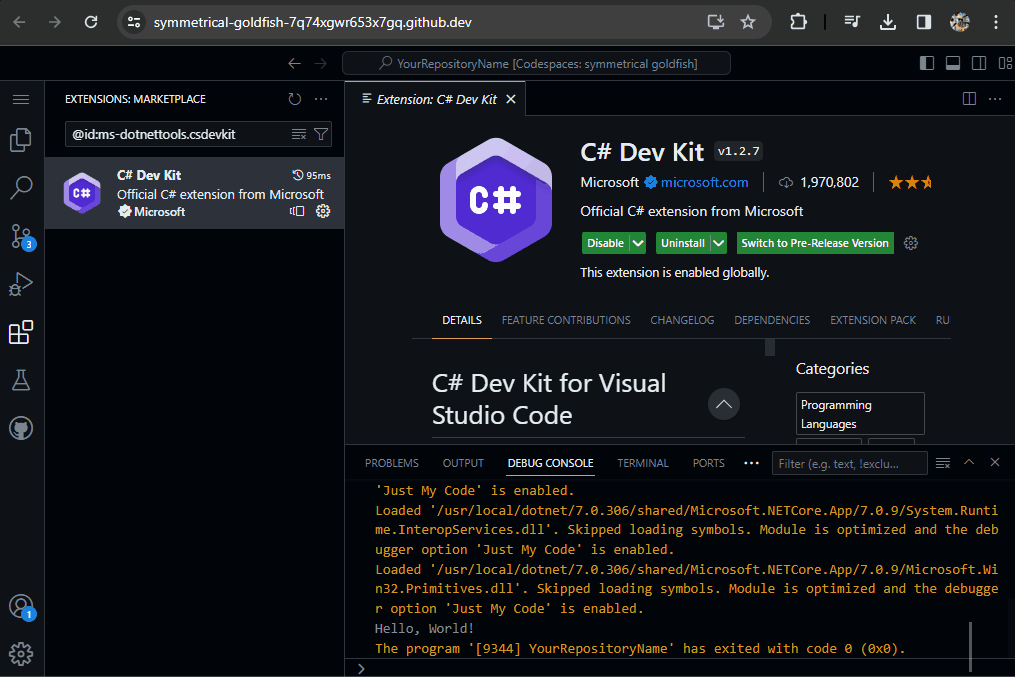 symmetrical-goldfish-7q74xgwr653x7gq.github.dev
YourRepositoryName [Codespaces: symmetrical goldfish]
EXTENSIONS: MARKETPLACE
@id:ms-dotnettools.csdevkit
C# Dev Kit
95ms
C#
Official C# extension from Microsoft
Microsoft
3
1
Extension: C# Dev Kit
C#
C# Dev Kit v1.2.7
Microsoft microsoft.com 1,970,802
Official C# extension from Microsoft
Disable Uninstall Switch to Pre-Release Version
This extension is enabled globally.
DETAILS FEATURE CONTRIBUTIONS CHANGELOG DEPENDENCIES EXTENSION PACK RU
C# Dev Kit for Visual
Studio Code
Categories
Programming
Languages
PROBLEMS OUTPUT DEBUG CONSOLE TERMINAL PORTS ··· Filter (e.g. text, !exclu...
'Just My Code' is enabled.
Loaded '/usr/local/dotnet/7.0.306/shared/Microsoft.NETCore.App/7.0.9/System.Runti
me.InteropServices.dll'. Skipped loading symbols. Module is optimized and the deb
ugger option 'Just My Code' is enabled.
Loaded '/usr/local/dotnet/7.0.306/shared/Microsoft.NETCore.App/7.0.9/Microsoft.Wi
n32.Primitives.dll'. Skipped loading symbols. Module is optimized and the debugge
r option 'Just My Code' is enabled.
Hello, World!
The program '[9344] YourRepositoryName' has exited with code 0 (0x0).